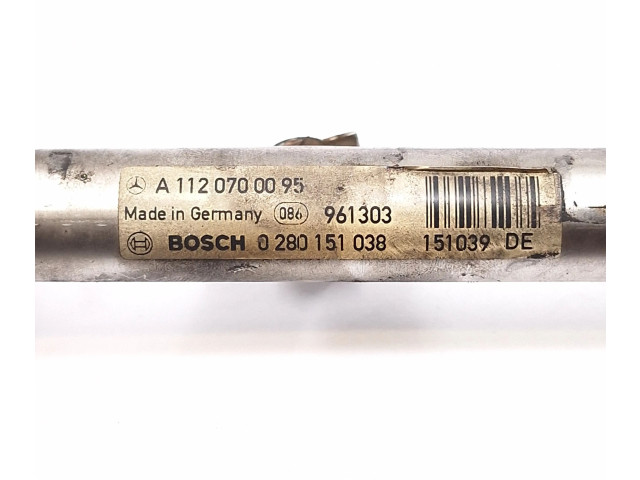 A 112 070 00 95
Made in Germany 086 961303
BOSCH 0 280 151 038 151039 DE